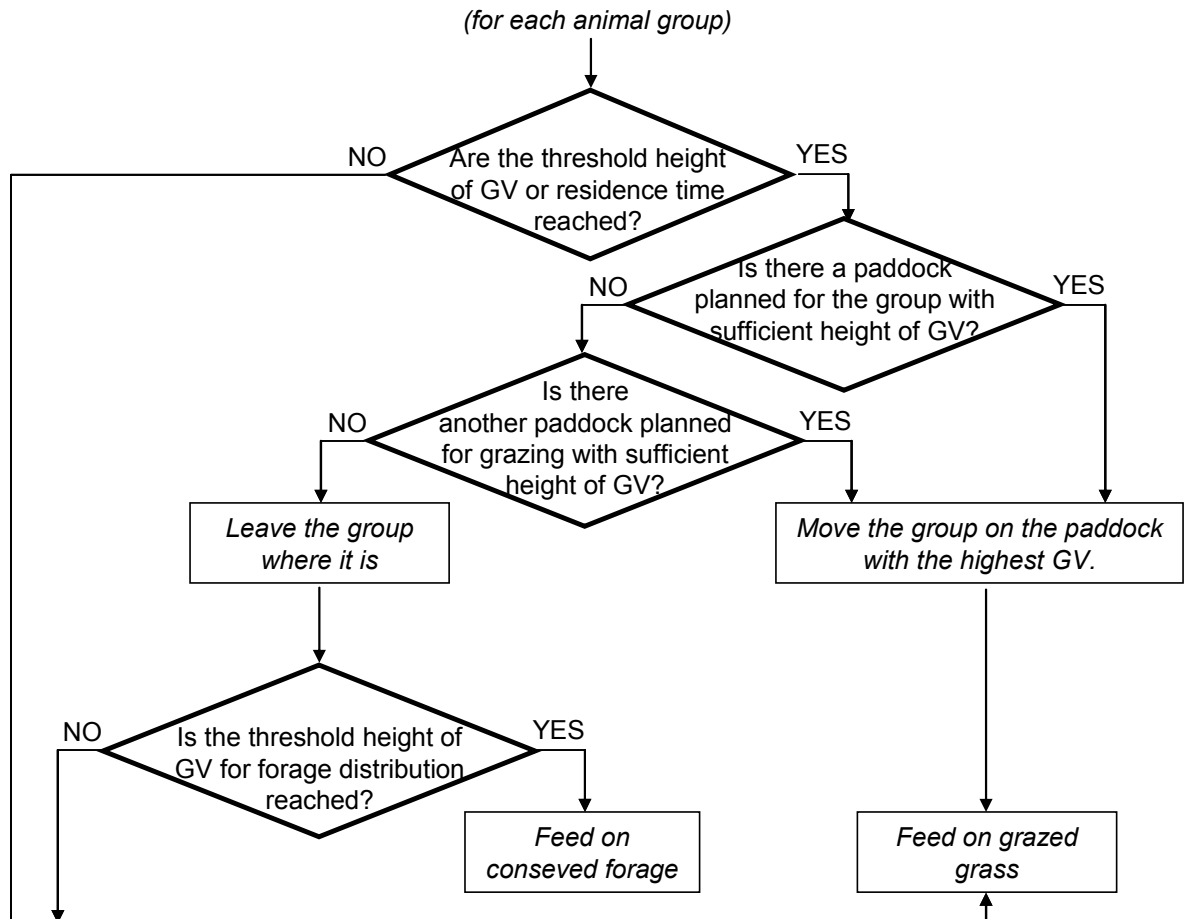 (for each animal group)
NO
YES
Are the threshold height
of GV or residence time
reached?
NO
YES
Is there a paddock
planned for the group with
sufficient height of GV?
NO
YES
Is there
another paddock planned
for grazing with sufficient
height of GV?
Leave the group
where it is
Move the group on the paddock
with the highest GV.
NO
YES
Is the threshold height of
GV for forage distribution
reached?
Feed on
conseved forage
Feed on grazed
grass